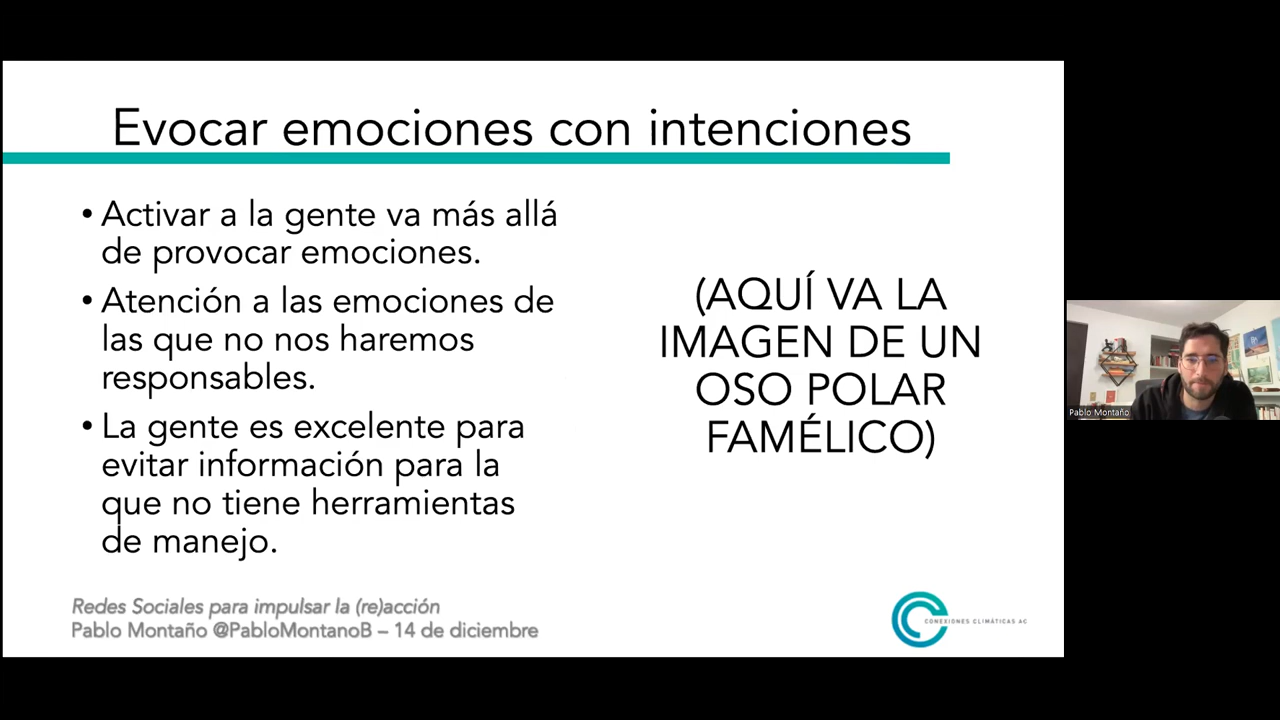 Evocar emociones con intenciones
• Activar a la gente va más allá
de provocar emociones.
• Atención a las emociones de
las que no nos haremos
responsables.
• La gente es excelente para
evitar información para la
que no tiene herramientas
de manejo.
(AQUÍ VA LA
IMAGEN DE UN
OSO POLAR
FAMÉLICO)
Redes Sociales para impulsar la (re)acción
Pablo Montaño @PabloMontanoB – 14 de diciembre
CONEXIONES CLIMÁTICAS AC
Pablo Montaño